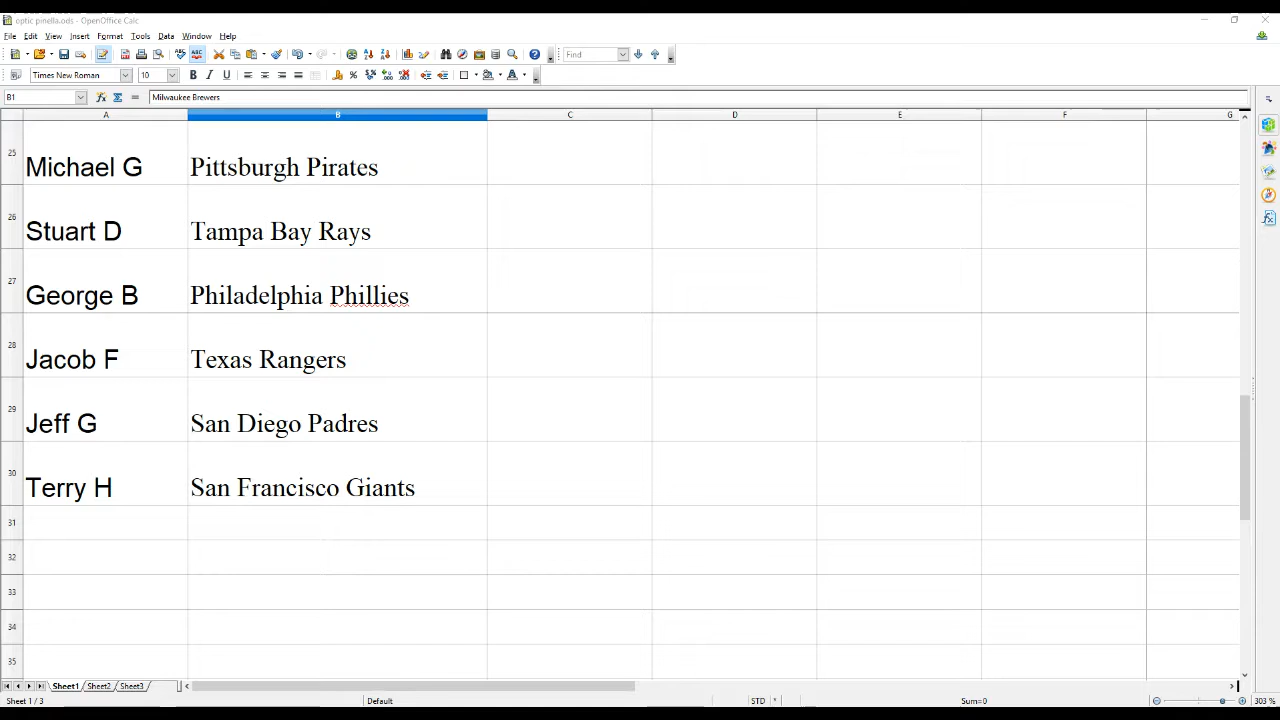 optic pinella.ods - OpenOffice Calc
File Edit View Insert Format Tools Data Window Help
Find
Times New Roman 10 B I U
B1 Milwaukee Brewers
A B C D E F G
25 Michael G Pittsburgh Pirates
26 Stuart D Tampa Bay Rays
27 George B Philadelphia Phillies
28 Jacob F Texas Rangers
29 Jeff G San Diego Padres
30 Terry H San Francisco Giants
31
32
33
34
35
Sheet1 Sheet2 Sheet3
Sheet 1 / 3 Default STD * Sum=0 303 %